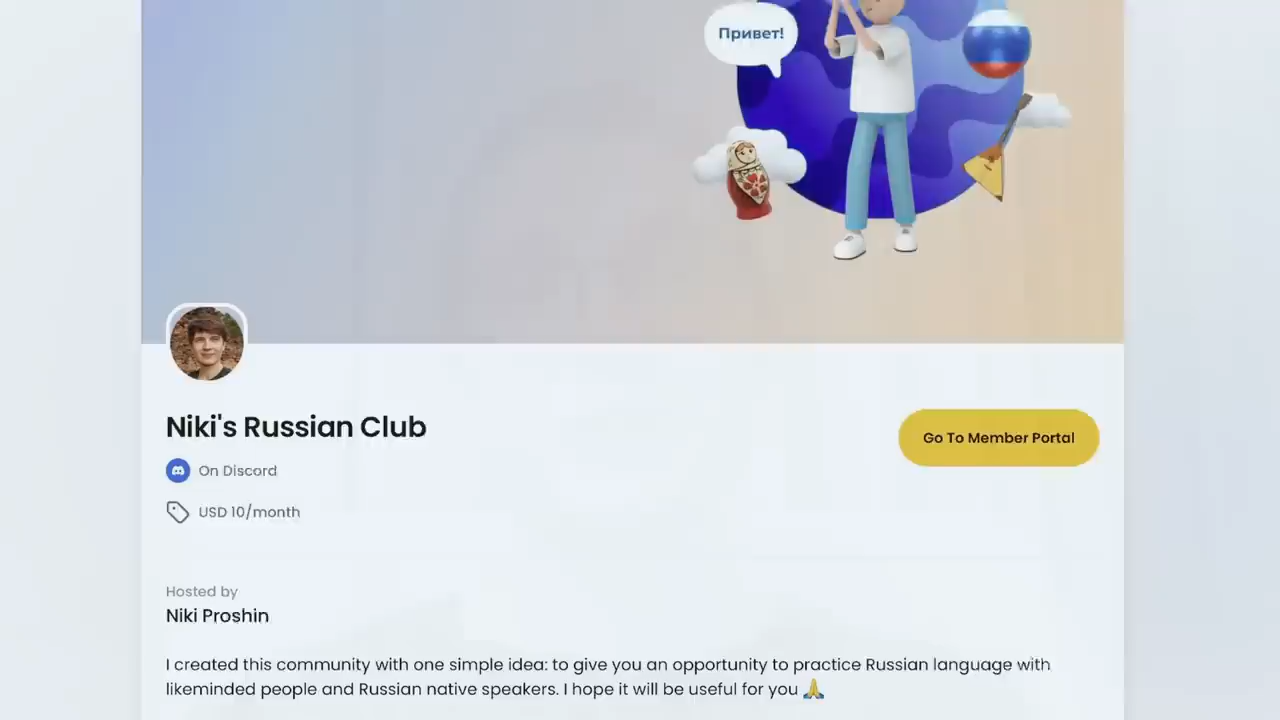 Привет!
Niki's Russian Club
Go To Member Portal
On Discord
USD 10/month
Hosted by
Niki Proshin
I created this community with one simple idea: to give you an opportunity to practice Russian language with
likeminded people and Russian native speakers. I hope it will be useful for you 🙏